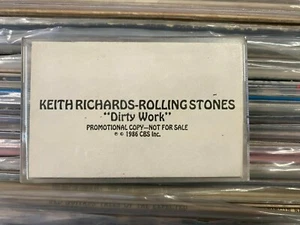 KEITH RICHARDS-ROLLING STONES
"Dirty Work"
PROMOTIONAL COPY—NOT FOR SALE
℗ © 1986 CBS Inc.